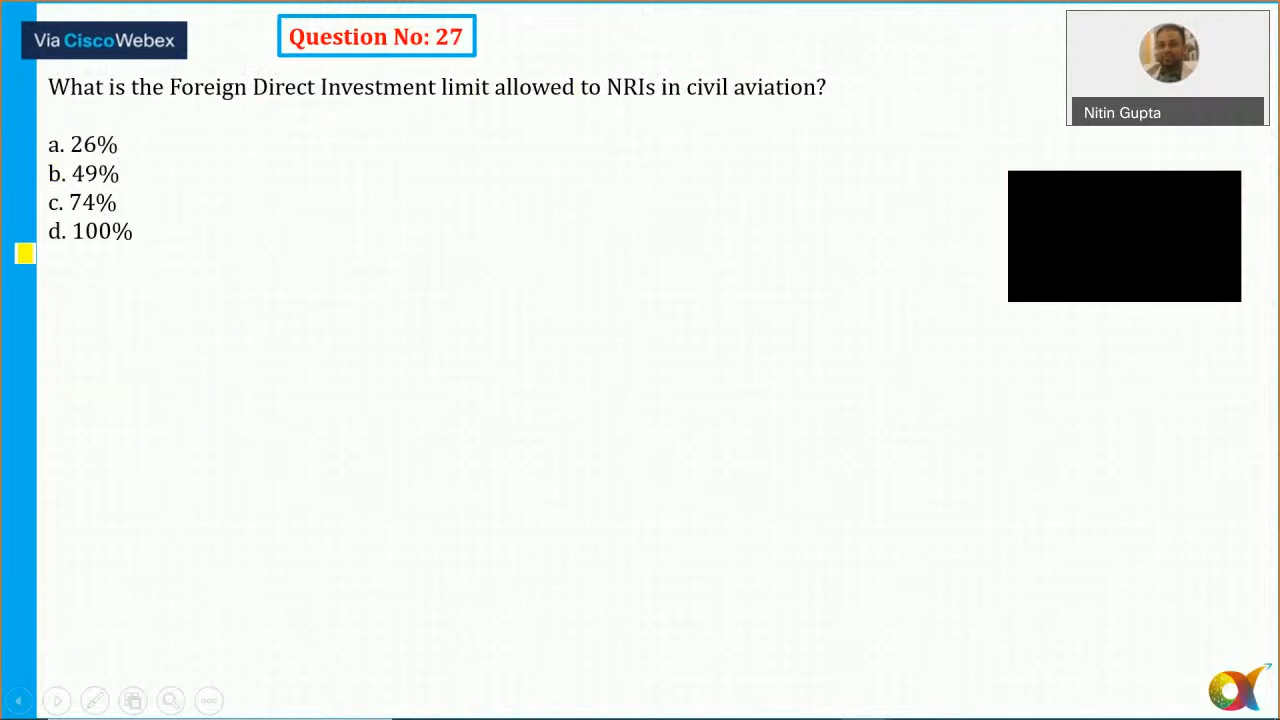 Via CiscoWebex
Question No: 27
What is the Foreign Direct Investment limit allowed to NRIs in civil aviation?
a. 26%
b. 49%
c. 74%
d. 100%
Nitin Gupta